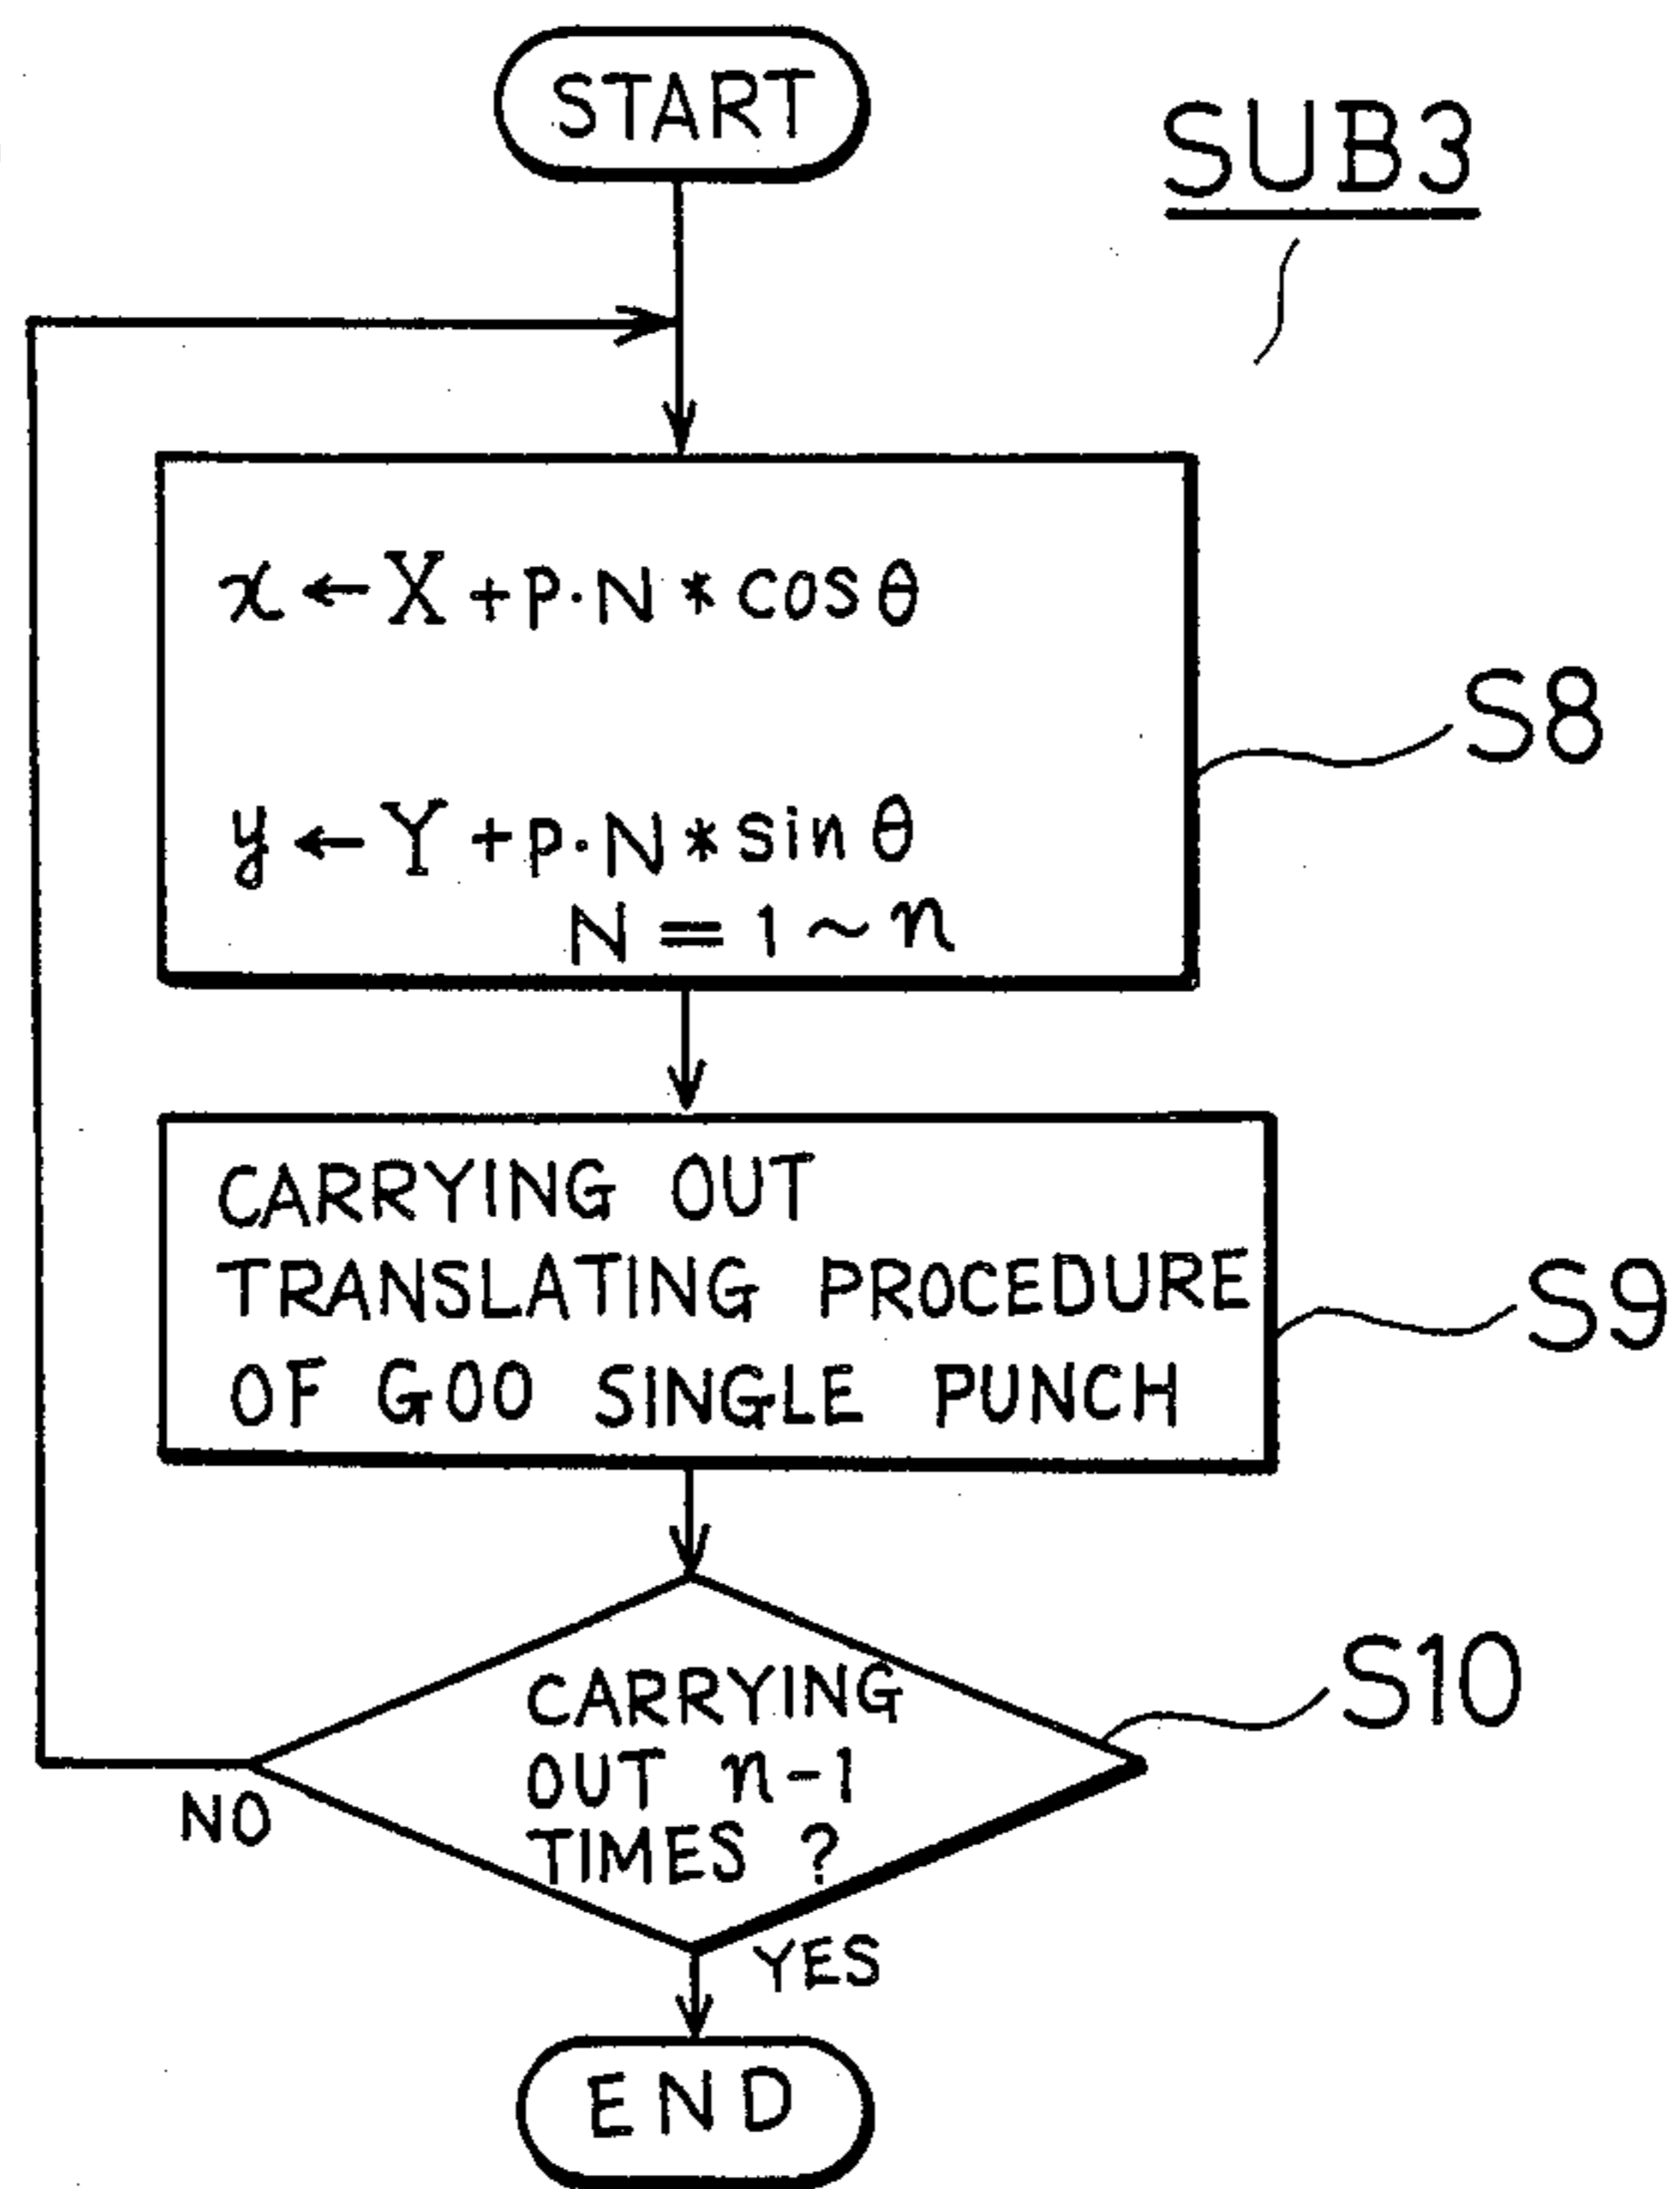 START
SUB3
x ← X + p·N * cos θ
y ← Y + p·N * sin θ
N = 1 ~ n
S8
CARRYING OUT
TRANSLATING PROCEDURE
OF G00 SINGLE PUNCH
S9
CARRYING
OUT n-1
TIMES ?
S10
NO
YES
END